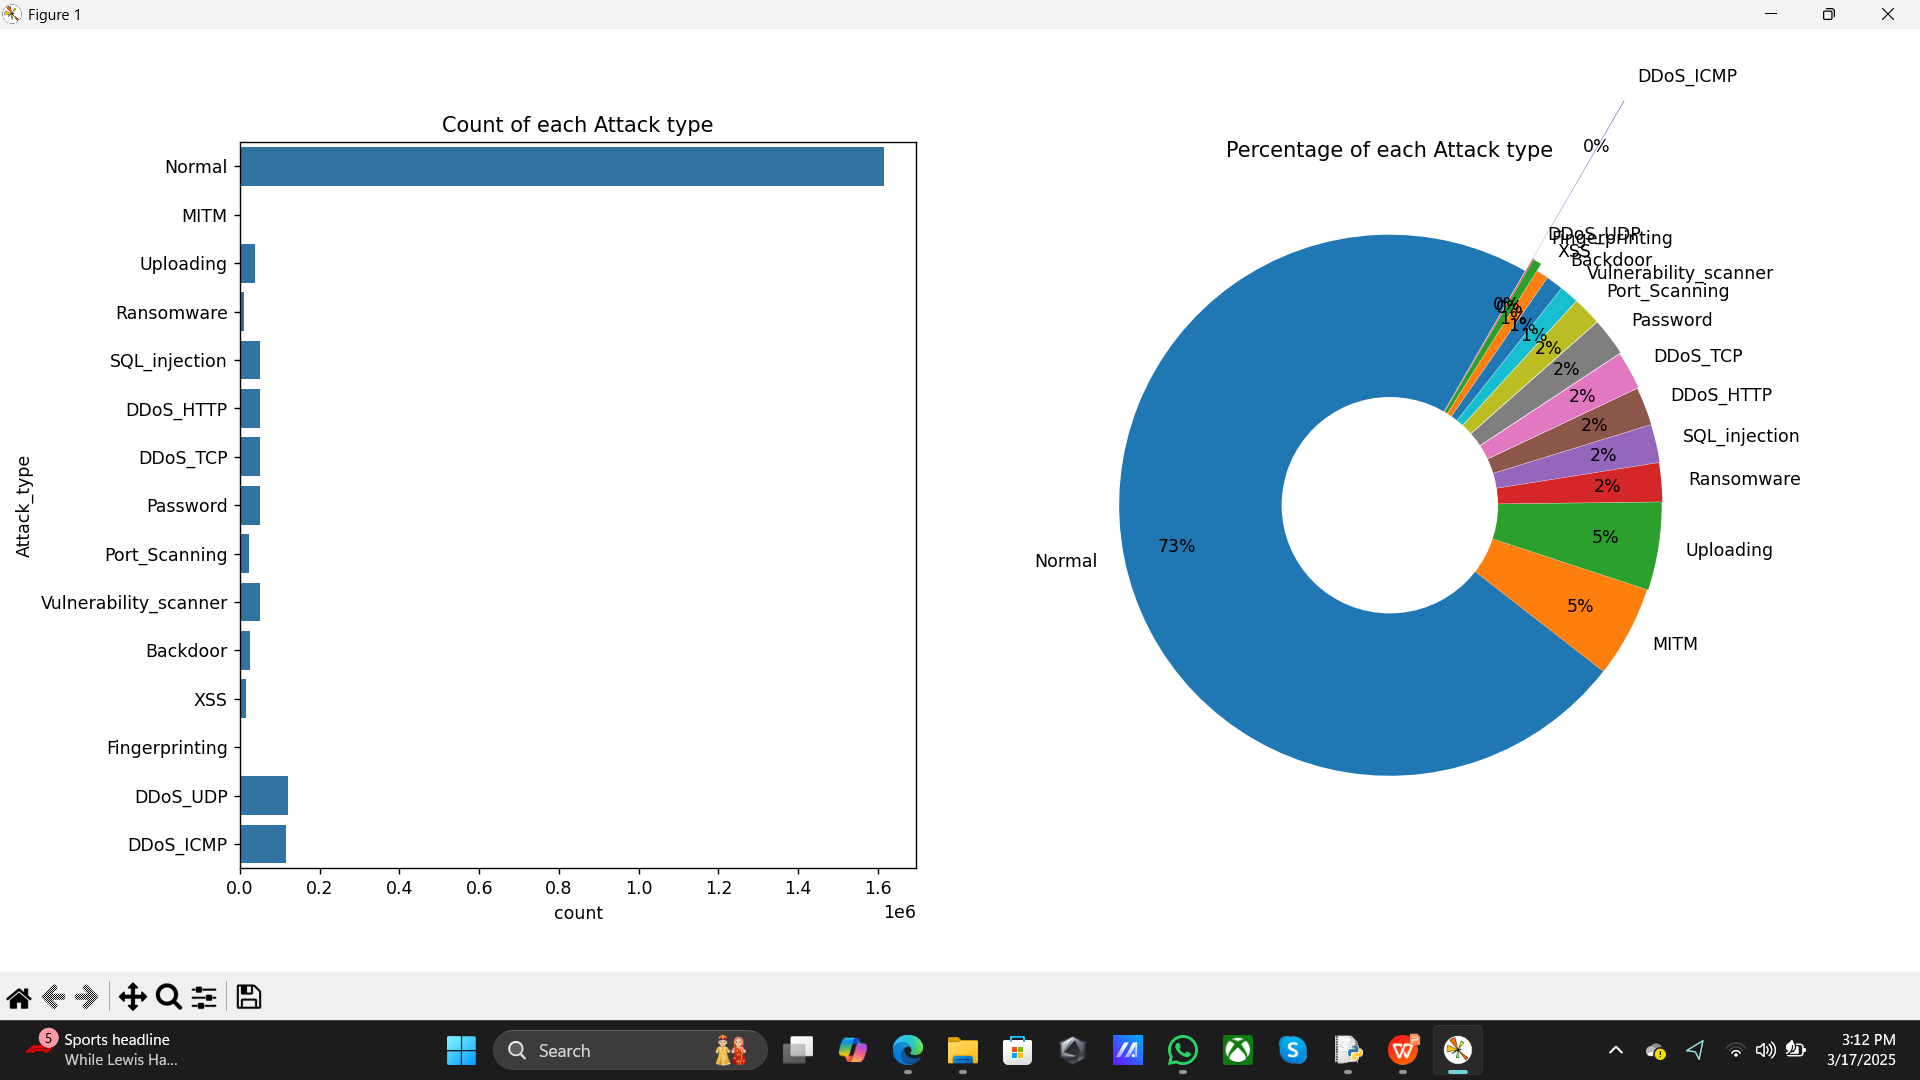 Figure 1
Count of each Attack type
Normal
MITM
Uploading
Ransomware
SQL_injection
DDoS_HTTP
DDoS_TCP
Password
Port_Scanning
Vulnerability_scanner
Backdoor
XSS
Fingerprinting
DDoS_UDP
DDoS_ICMP
Attack_type
0.0 0.2 0.4 0.6 0.8 1.0 1.2 1.4 1.6
count
1e6
Percentage of each Attack type
DDoS_ICMP
0%
DDoS_UDP
Fingerprinting
XSS
Backdoor
Vulnerability_scanner
Port_Scanning
Password
DDoS_TCP
DDoS_HTTP
SQL_injection
Ransomware
Uploading
MITM
Normal
0%
0%
1%
1%
1%
2%
2%
2%
2%
2%
2%
5%
5%
73%
5
Sports headline
While Lewis Ha...
Search
3:12 PM
3/17/2025